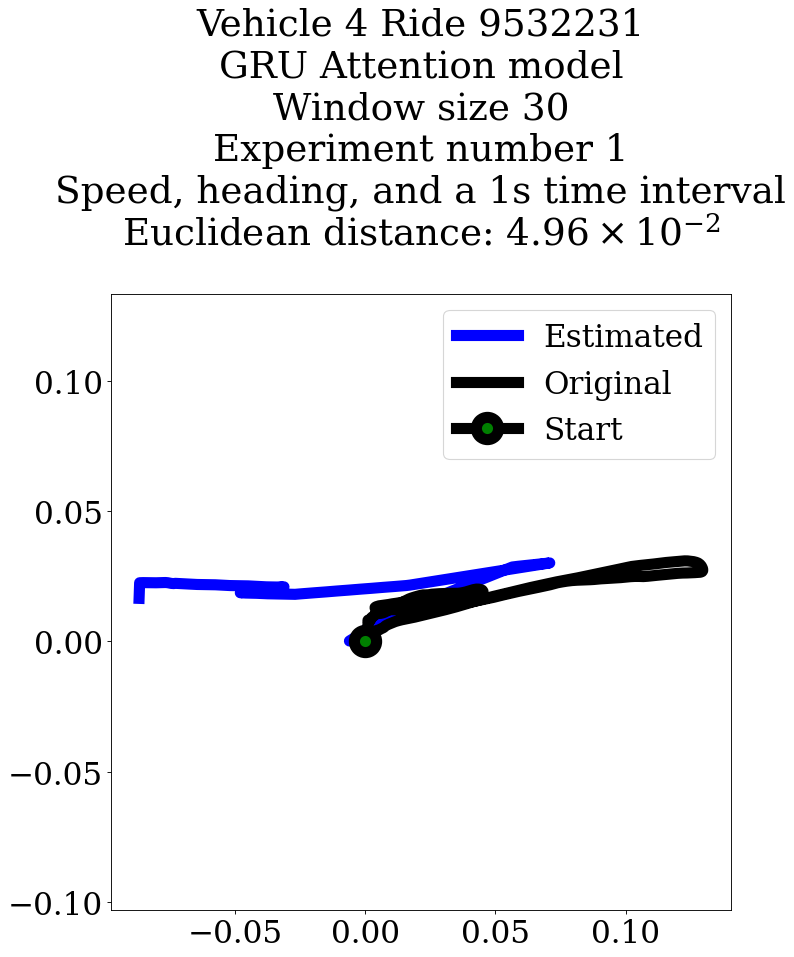 Vehicle 4 Ride 9532231
GRU Attention model
Window size 30
Experiment number 1
Speed, heading, and a 1s time interval
Euclidean distance: 4.96 × 10⁻²
Estimated
Original
Start
0.10
0.05
0.00
−0.05
−0.10
−0.05 0.00 0.05 0.10